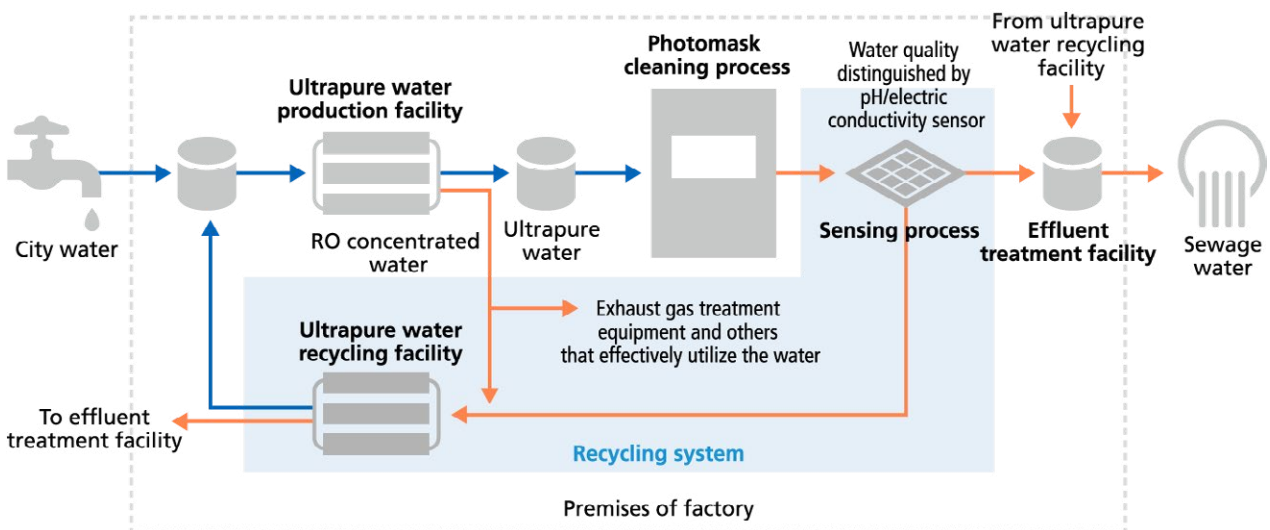 From ultrapure
water recycling
facility
Photomask
cleaning process
Water quality
distinguished by
pH/electric
conductivity sensor
Ultrapure water
production facility
City water
RO concentrated
water
Ultrapure
water
Sensing process
Effluent
treatment facility
Sewage
water
Exhaust gas treatment
equipment and others
that effectively utilize the water
Ultrapure water
recycling facility
To effluent
treatment facility
Recycling system
Premises of factory